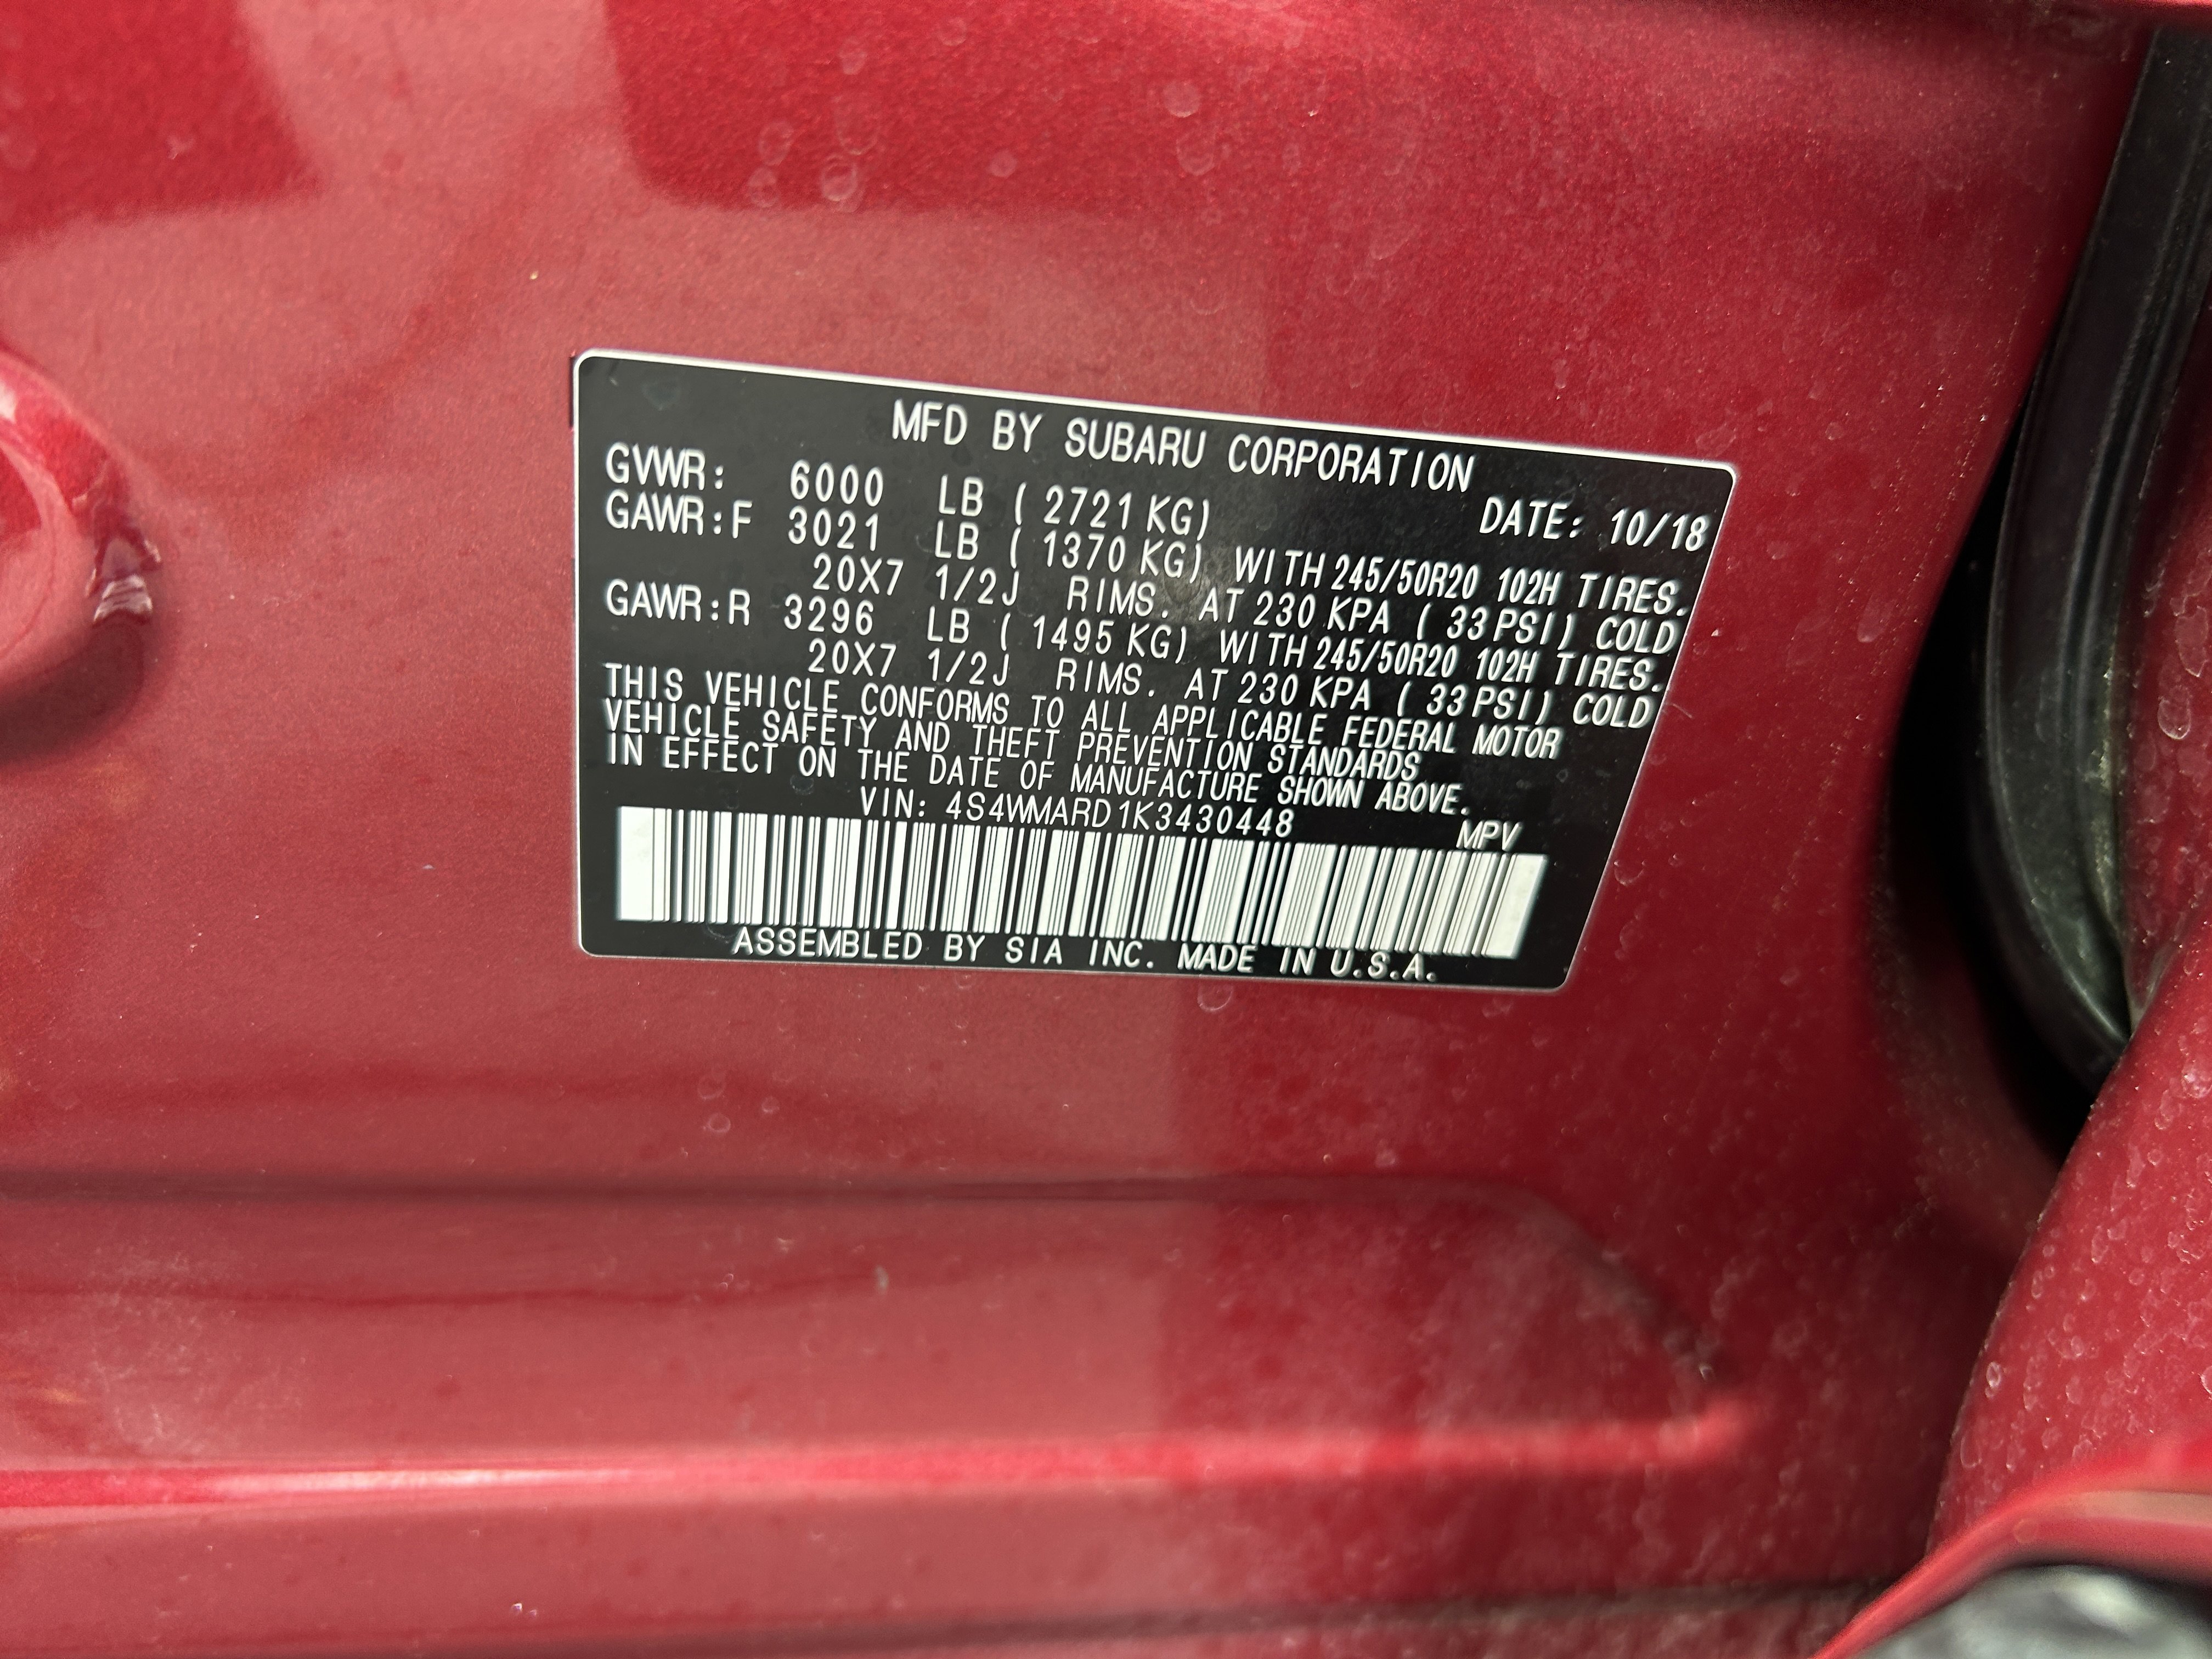 MFD BY SUBARU CORPORATION
GVWR: 6000 LB ( 2721 KG) DATE: 10/18
GAWR:F 3021 LB ( 1370 KG) WITH 245/50R20 102H TIRES.
20X7 1/2J RIMS. AT 230 KPA ( 33 PSI) COLD
GAWR:R 3296 LB ( 1495 KG) WITH 245/50R20 102H TIRES.
20X7 1/2J RIMS. AT 230 KPA ( 33 PSI) COLD
THIS VEHICLE CONFORMS TO ALL APPLICABLE FEDERAL MOTOR
VEHICLE SAFETY AND THEFT PREVENTION STANDARDS
IN EFFECT ON THE DATE OF MANUFACTURE SHOWN ABOVE.
VIN: 4S4WMARD1K3430448 MPV
ASSEMBLED BY SIA INC. MADE IN U.S.A.